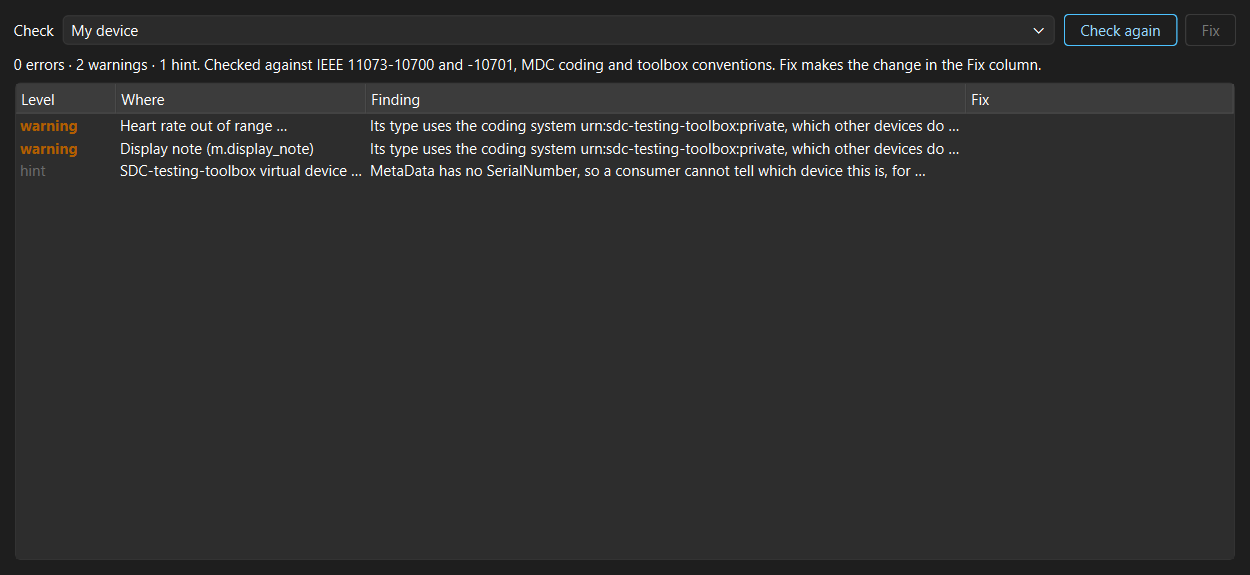 Check My device Check again Fix
0 errors · 2 warnings · 1 hint. Checked against IEEE 11073-10700 and -10701, MDC coding and toolbox conventions. Fix makes the change in the Fix column.
Level Where Finding Fix
warning Heart rate out of range ... Its type uses the coding system urn:sdc-testing-toolbox:private, which other devices do ...
warning Display note (m.display_note) Its type uses the coding system urn:sdc-testing-toolbox:private, which other devices do ...
hint SDC-testing-toolbox virtual device ... MetaData has no SerialNumber, so a consumer cannot tell which device this is, for ...